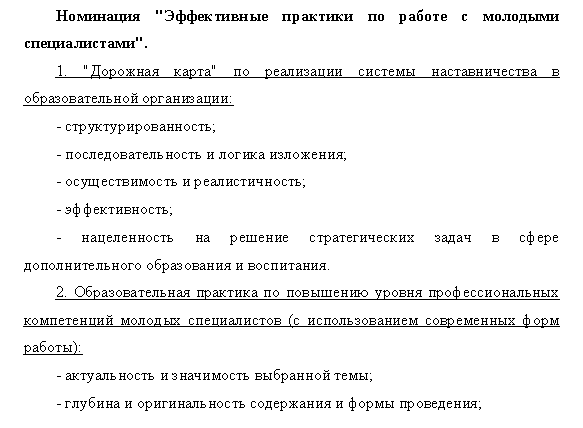 Номинация "Эффективные практики по работе с молодыми
специалистами".
1. "Дорожная карта" по реализации системы наставничества в
образовательной организации:
- структурированность;
- последовательность и логика изложения;
- осуществимость и реалистичность;
- эффективность;
- нацеленность на решение стратегических задач в сфере
дополнительного образования и воспитания.
2. Образовательная практика по повышению уровня профессиональных
компетенций молодых специалистов (с использованием современных форм
работы):
- актуальность и значимость выбранной темы;
- глубина и оригинальность содержания и формы проведения;